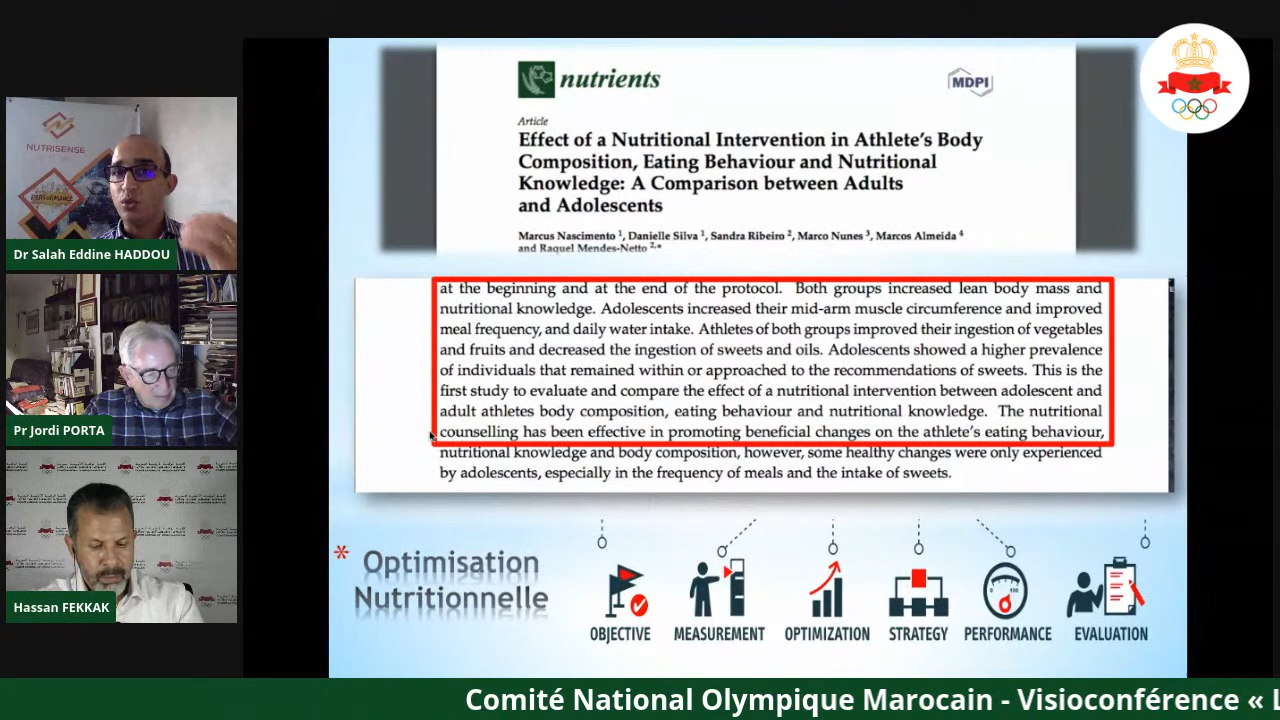 NUTRISENSE
PERFORMANCE
Dr Salah Eddine HADDOU
Pr Jordi PORTA
Hassan FEKKAK
nutrients
MDPI
Article
Effect of a Nutritional Intervention in Athlete's Body
Composition, Eating Behaviour and Nutritional
Knowledge: A Comparison between Adults
and Adolescents
Marcus Nascimento 1, Danielle Silva 1, Sandra Ribeiro 2, Marco Nunes 3, Marcos Almeida 4
and Raquel Mendes-Netto 2,*
at the beginning and at the end of the protocol. Both groups increased lean body mass and
nutritional knowledge. Adolescents increased their mid-arm muscle circumference and improved
meal frequency, and daily water intake. Athletes of both groups improved their ingestion of vegetables
and fruits and decreased the ingestion of sweets and oils. Adolescents showed a higher prevalence
of individuals that remained within or approached to the recommendations of sweets. This is the
first study to evaluate and compare the effect of a nutritional intervention between adolescent and
adult athletes body composition, eating behaviour and nutritional knowledge. The nutritional
counselling has been effective in promoting beneficial changes on the athlete's eating behaviour,
nutritional knowledge and body composition, however, some healthy changes were only experienced
by adolescents, especially in the frequency of meals and the intake of sweets.
* Optimisation
Nutritionnelle
OBJECTIVE
MEASUREMENT
OPTIMIZATION
STRATEGY
PERFORMANCE
EVALUATION
Comité National Olympique Marocain - Visioconférence « L